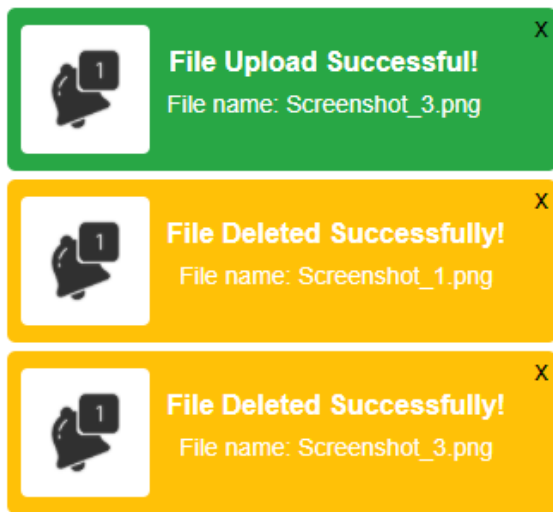 X
1
File Upload Successful!
File name: Screenshot_3.png
X
1
File Deleted Successfully!
File name: Screenshot_1.png
X
1
File Deleted Successfully!
File name: Screenshot_3.png